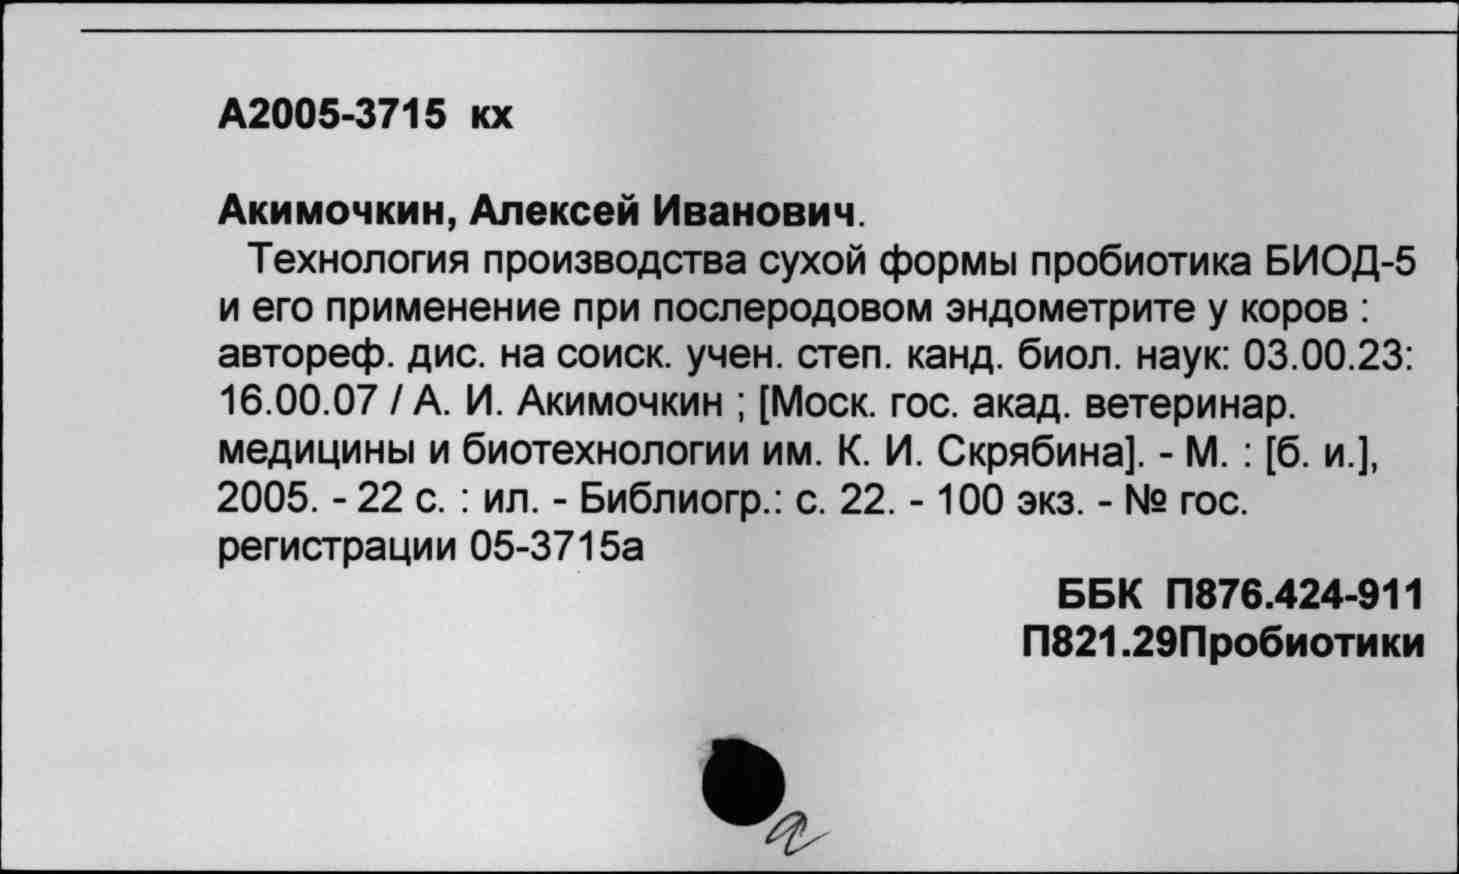 А2005-3715 кх
Акимочкин, Алексей Иванович.
Технология производства сухой формы пробиотика БИОД-5
и его применение при послеродовом эндометрите у коров :
автореф. дис. на соиск. учен. степ. канд. биол. наук: 03.00.23:
16.00.07 / А. И. Акимочкин ; [Моск. гос. акад. ветеринар.
медицины и биотехнологии им. К. И. Скрябина]. - М. : [б. и.],
2005. - 22 с. : ил. - Библиогр.: с. 22. - 100 экз. - № гос.
регистрации 05-3715а
ББК П876.424-911
П821.29Пробиотики